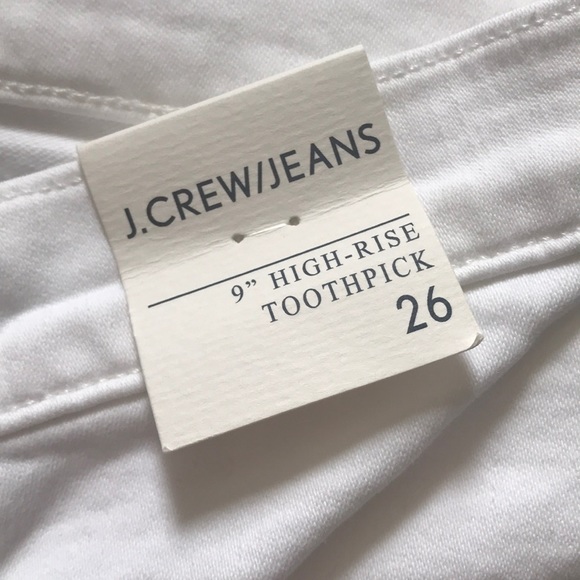 J.CREW/JEANS
9” HIGH-RISE
TOOTHPICK
26